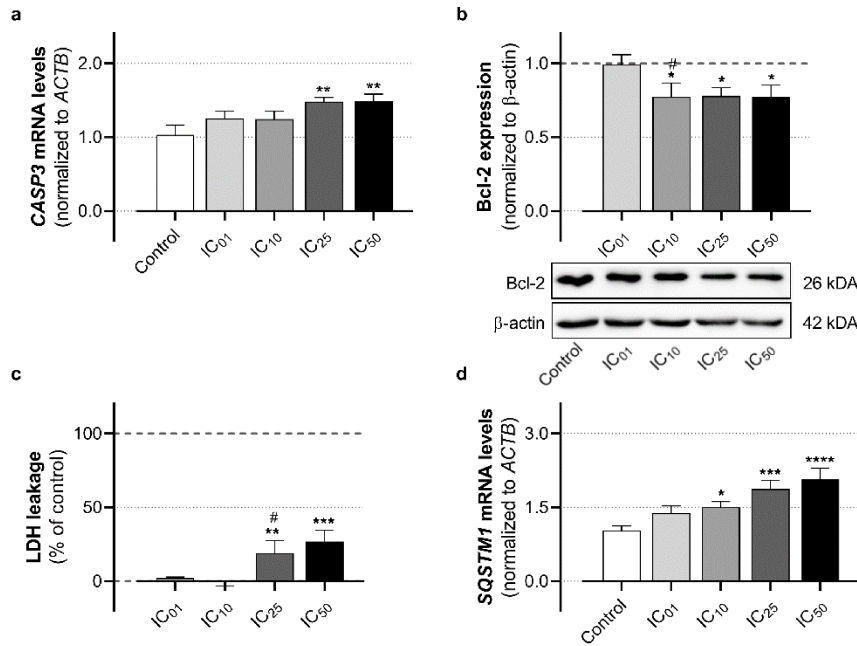 a
CASP3 mRNA levels
(normalized to ACTB)
2.0
1.0
0.0
** **
Control IC01 IC10 IC25 IC50
b
Bcl-2 expression
(normalized to β-actin)
1.0
0.5
0.0
#
* * *
IC01 IC10 IC25 IC50
Bcl-2 26 kDA
β-actin 42 kDA
Control IC01 IC10 IC25 IC50
c
LDH leakage
(% of control)
100
50
0
#
** ***
IC01 IC10 IC25 IC50
d
SQSTM1 mRNA levels
(normalized to ACTB)
3.0
1.5
0.0
* *** ****
Control IC01 IC10 IC25 IC50